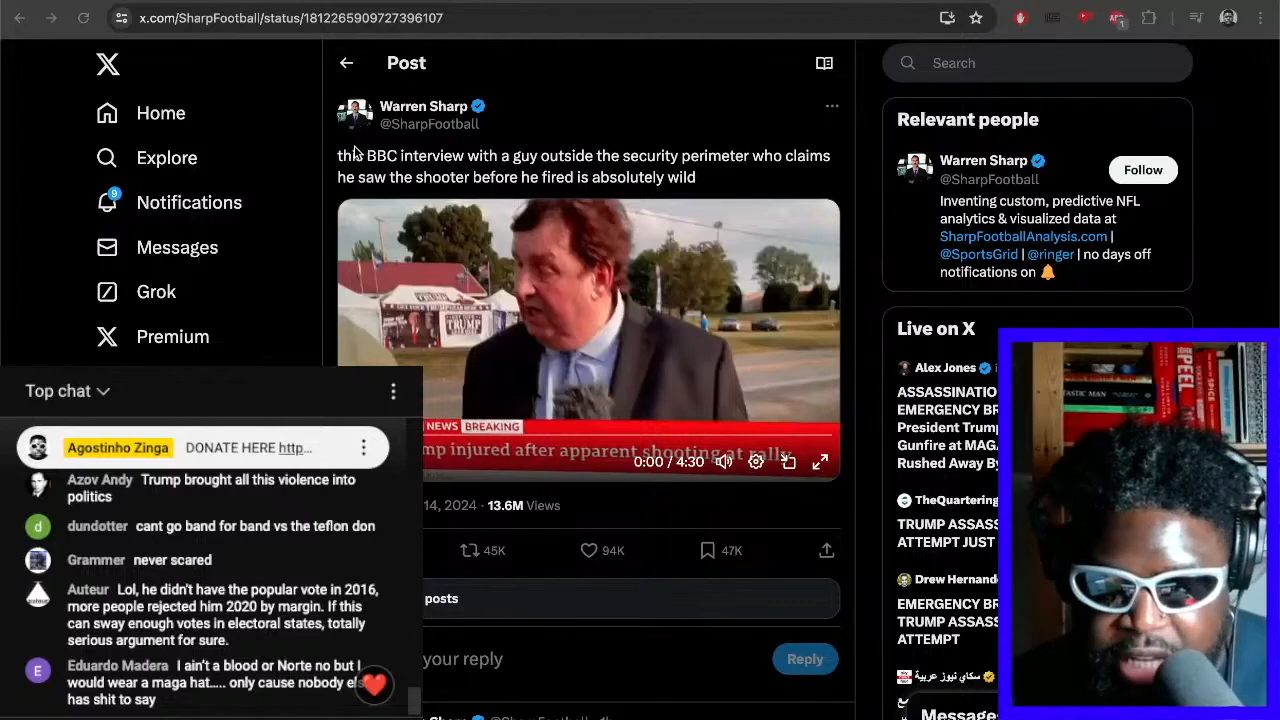 x.com/SharpFootball/status/1812265909727396107
Home
Explore
9
Notifications
Messages
Grok
Premium
Post
Warren Sharp
@SharpFootball
this BBC interview with a guy outside the security perimeter who claims
he saw the shooter before he fired is absolutely wild
TRUMP
TRUMP
NEWS BREAKING
mp injured after apparent shooting at rally
0:00 / 4:30
14, 2024 · 13.6M Views
45K
94K
47K
posts
your reply
Reply
Search
Relevant people
Warren Sharp
@SharpFootball
Follow
Inventing custom, predictive NFL
analytics & visualized data at
SharpFootballAnalysis.com |
@SportsGrid | @ringer | no days off
notifications on
Live on X
Alex Jones
ASSASSINATIO
EMERGENCY BR
President Trump
Gunfire at MAG
Rushed Away By
TheQuartering
TRUMP ASSAS
ATTEMPT JUST
Drew Hernand
EMERGENCY BR
TRUMP ASSAS
ATTEMPT
سكاي نيوز عربية
Messages
Top chat
Agostinho Zinga DONATE HERE http...
Azov Andy Trump brought all this violence into
politics
dundotter cant go band for band vs the teflon don
Grammer never scared
Auteur Lol, he didn't have the popular vote in 2016,
more people rejected him 2020 by margin. If this
can sway enough votes in electoral states, totally
serious argument for sure.
Eduardo Madera I ain't a blood or Norte no but I
would wear a maga hat..... only cause nobody els
has shit to say
PEEL
SPICE